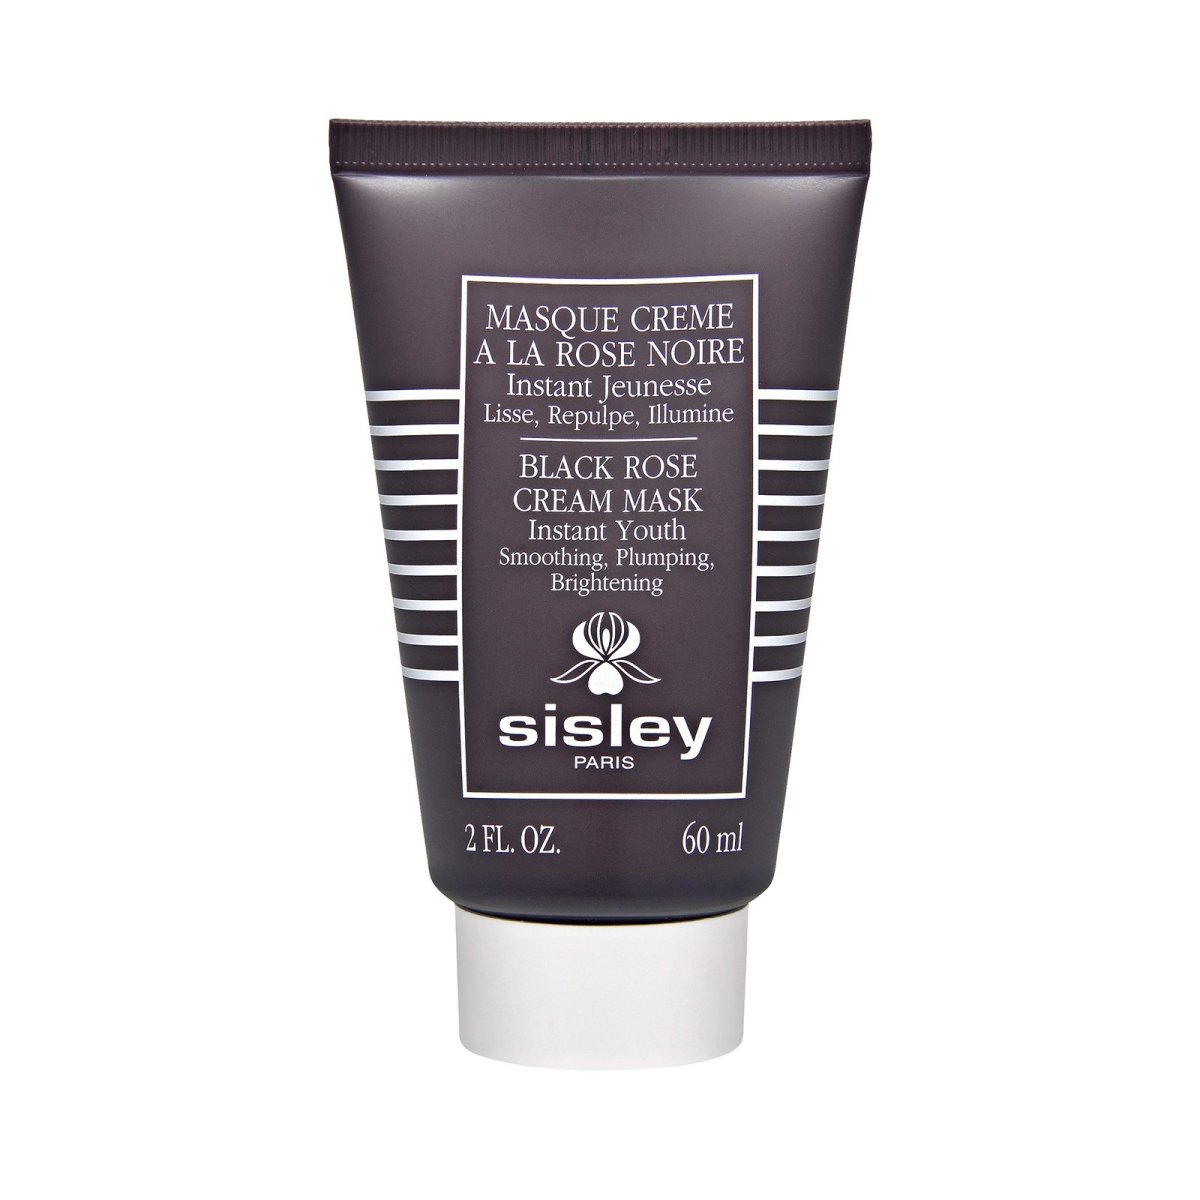 MASQUE CREME
A LA ROSE NOIRE
Instant Jeunesse
Lisse, Repulpe, Illumine
BLACK ROSE
CREAM MASK
Instant Youth
Smoothing, Plumping,
Brightening
sisley
PARIS
2 FL. OZ. 60 ml